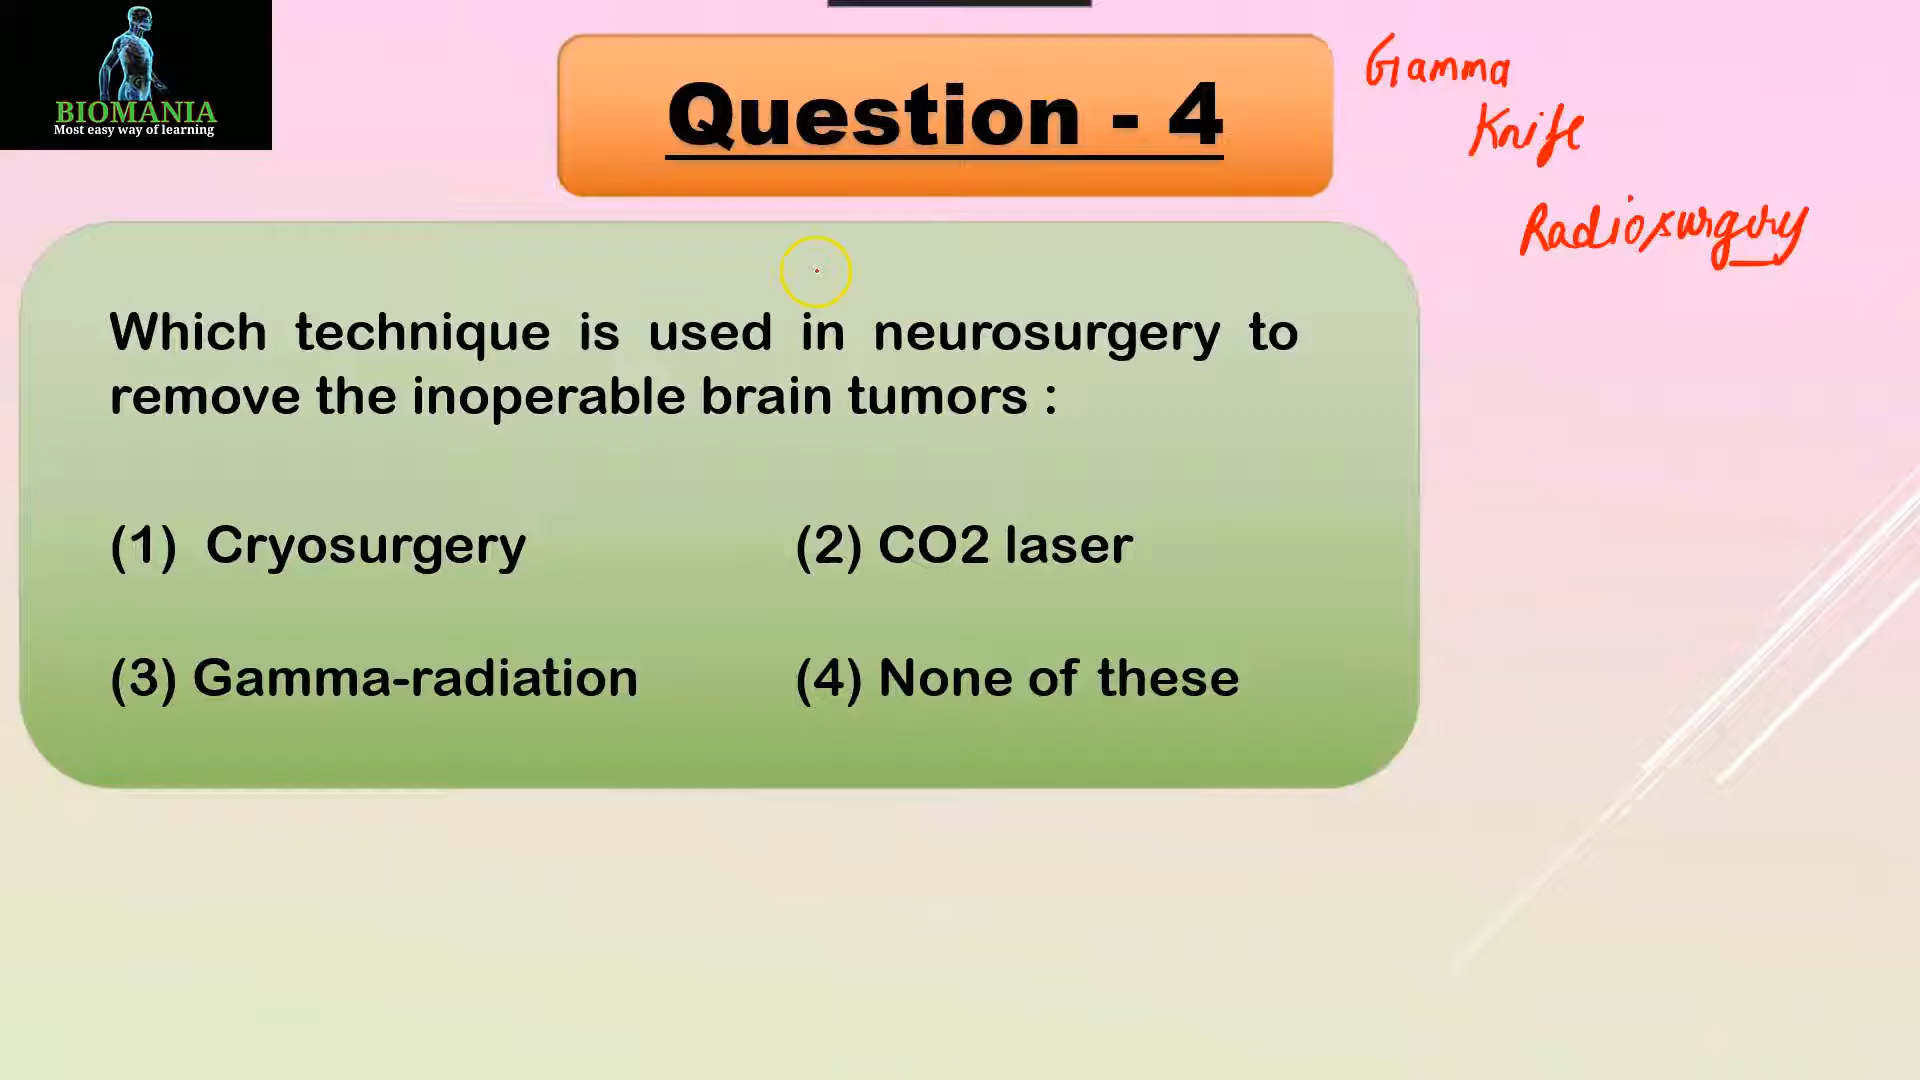 BIOMANIA
Most easy way of learning
Question - 4
Gamma
Knife
Radiosurgery
Which technique is used in neurosurgery to
remove the inoperable brain tumors :
(1) Cryosurgery
(2) CO2 laser
(3) Gamma-radiation
(4) None of these